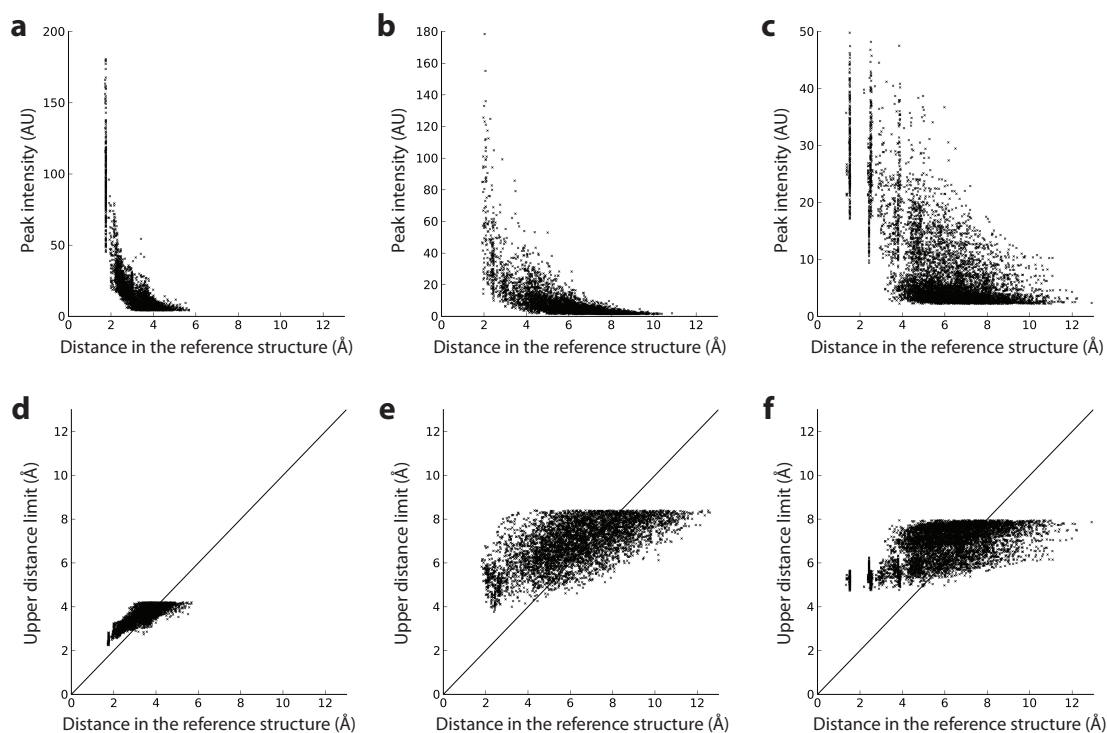 a
200
150
100
50
0
0 2 4 6 8 10 12
Peak intensity (AU)
Distance in the reference structure (Å)
b
180
160
140
120
100
80
60
40
20
0
0 2 4 6 8 10 12
Peak intensity (AU)
Distance in the reference structure (Å)
c
50
40
30
20
10
0
0 2 4 6 8 10 12
Peak intensity (AU)
Distance in the reference structure (Å)
d
12
10
8
6
4
2
0
0 2 4 6 8 10 12
Upper distance limit (Å)
Distance in the reference structure (Å)
e
12
10
8
6
4
2
0
0 2 4 6 8 10 12
Upper distance limit (Å)
Distance in the reference structure (Å)
f
12
10
8
6
4
2
0
0 2 4 6 8 10 12
Upper distance limit (Å)
Distance in the reference structure (Å)